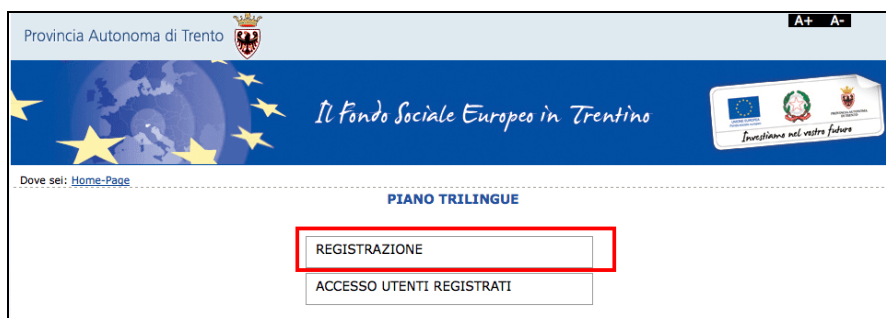 Provincia Autonoma di Trento
A+ A-
Il Fondo Sociale Europeo in Trentino
Investiamo nel vostro futuro
Dove sei: Home-Page
PIANO TRILINGUE
REGISTRAZIONE
ACCESSO UTENTI REGISTRATI